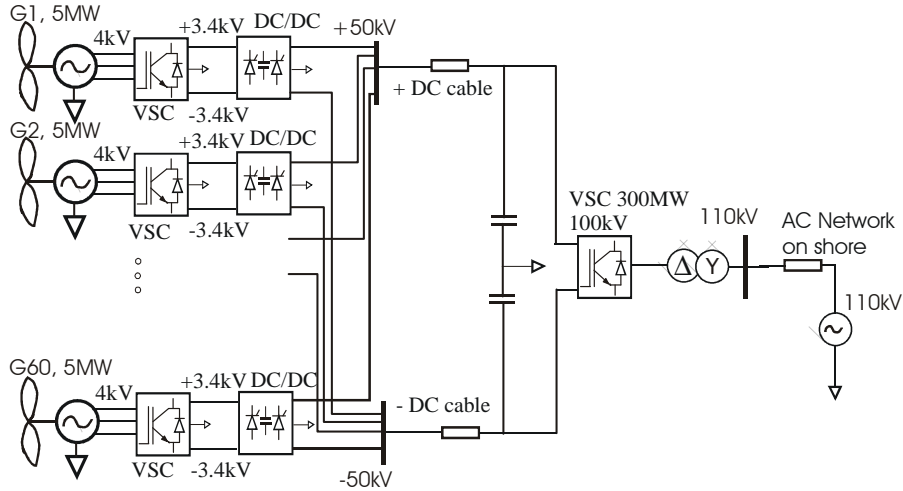 G1, 5MW
4kV
+3.4kV
DC/DC
+50kV
VSC
-3.4kV
+ DC cable
G2, 5MW
4kV
+3.4kV
DC/DC
VSC
-3.4kV
VSC 300MW
100kV
110kV
AC Network
on shore
Δ
Y
110kV
G60, 5MW
4kV
+3.4kV
DC/DC
VSC
-3.4kV
- DC cable
-50kV